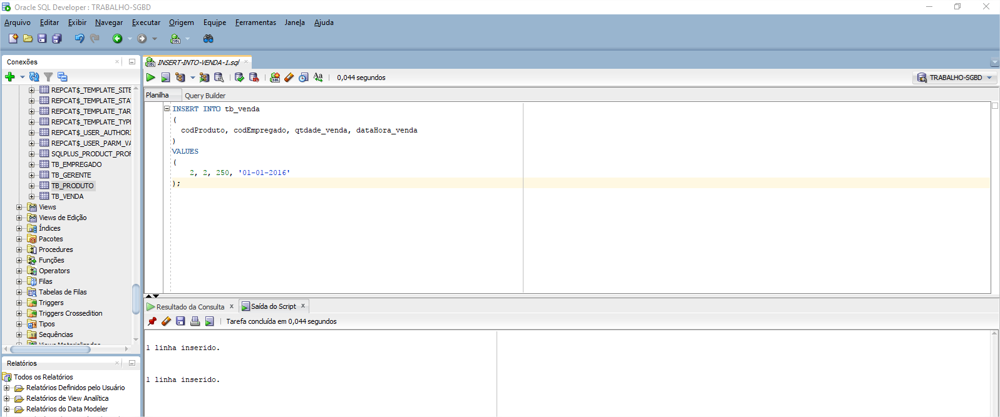 Oracle SQL Developer : TRABALHO-SGBD
Arquivo Editar Exibir Navegar Executar Origem Equipe Ferramentas Janela Ajuda
Conexões
REPCAT$_TEMPLATE_SITE
REPCAT$_TEMPLATE_STA
REPCAT$_TEMPLATE_TAR
REPCAT$_TEMPLATE_TYPI
REPCAT$_USER_AUTHORI
REPCAT$_USER_PARM_VA
SQLPLUS_PRODUCT_PROF
TB_EMPREGADO
TB_GERENTE
TB_PRODUTO
TB_VENDA
Views
Views de Edição
Índices
Pacotes
Procedures
Funções
Operators
Filas
Tabelas de Filas
Triggers
Triggers Crossedition
Tipos
Sequências
Relatórios
Todos os Relatórios
Relatórios Definidos pelo Usuário
Relatórios de View Analítica
Relatórios do Data Modeler
INSERT-INTO-VENDA-1.sql
0,044 segundos
TRABALHO-SGBD
Planilha Query Builder
INSERT INTO tb_venda
(
codProduto, codEmpregado, qtdade_venda, dataHora_venda
)
VALUES
(
2, 2, 250, '01-01-2016'
);
Resultado da Consulta x Saída do Script x
Tarefa concluída em 0,044 segundos
1 linha inserido.
1 linha inserido.